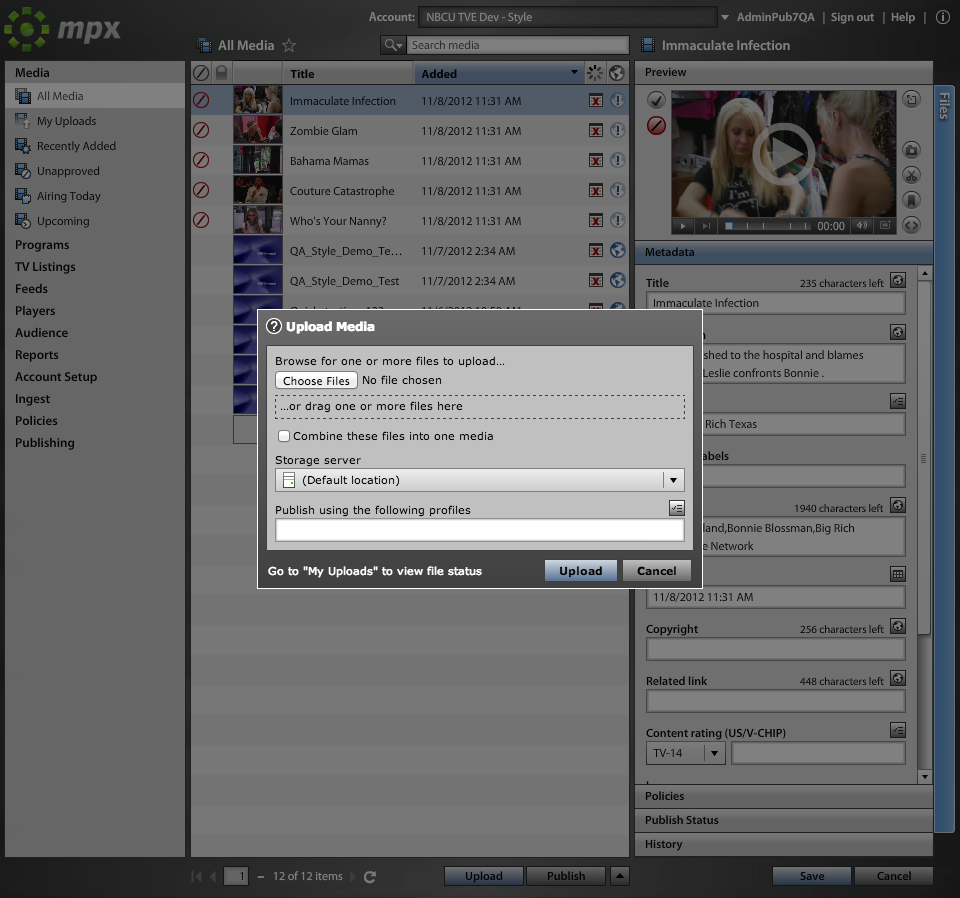 mpx
Account: NBCU TVE Dev - Style AdminPub7QA | Sign out | Help |
All Media
Search media
Immaculate Infection
Media
All Media
My Uploads
Recently Added
Unapproved
Airing Today
Upcoming
Programs
TV Listings
Feeds
Players
Audience
Reports
Account Setup
Ingest
Policies
Publishing
Title Added
Immaculate Infection 11/8/2012 11:31 AM
Zombie Glam 11/8/2012 11:31 AM
Bahama Mamas 11/8/2012 11:31 AM
Couture Catastrophe 11/8/2012 11:31 AM
Who's Your Nanny? 11/8/2012 11:31 AM
QA_Style_Demo_Te... 11/7/2012 2:34 AM
QA_Style_Demo_Test 11/7/2012 2:34 AM
Upload Media
Browse for one or more files to upload...
Choose Files No file chosen
...or drag one or more files here
Combine these files into one media
Storage server
(Default location)
Publish using the following profiles
Go to "My Uploads" to view file status
Upload
Cancel
Preview
00:00
Files
Metadata
Title 235 characters left
Immaculate Infection
shed to the hospital and blames
Leslie confronts Bonnie .
Rich Texas
abels
1940 characters left
land,Bonnie Blossman,Big Rich
e Network
11/8/2012 11:31 AM
Copyright 256 characters left
Related link 448 characters left
Content rating (US/V-CHIP)
TV-14
Policies
Publish Status
History
1 – 12 of 12 items
Upload
Publish
Save
Cancel